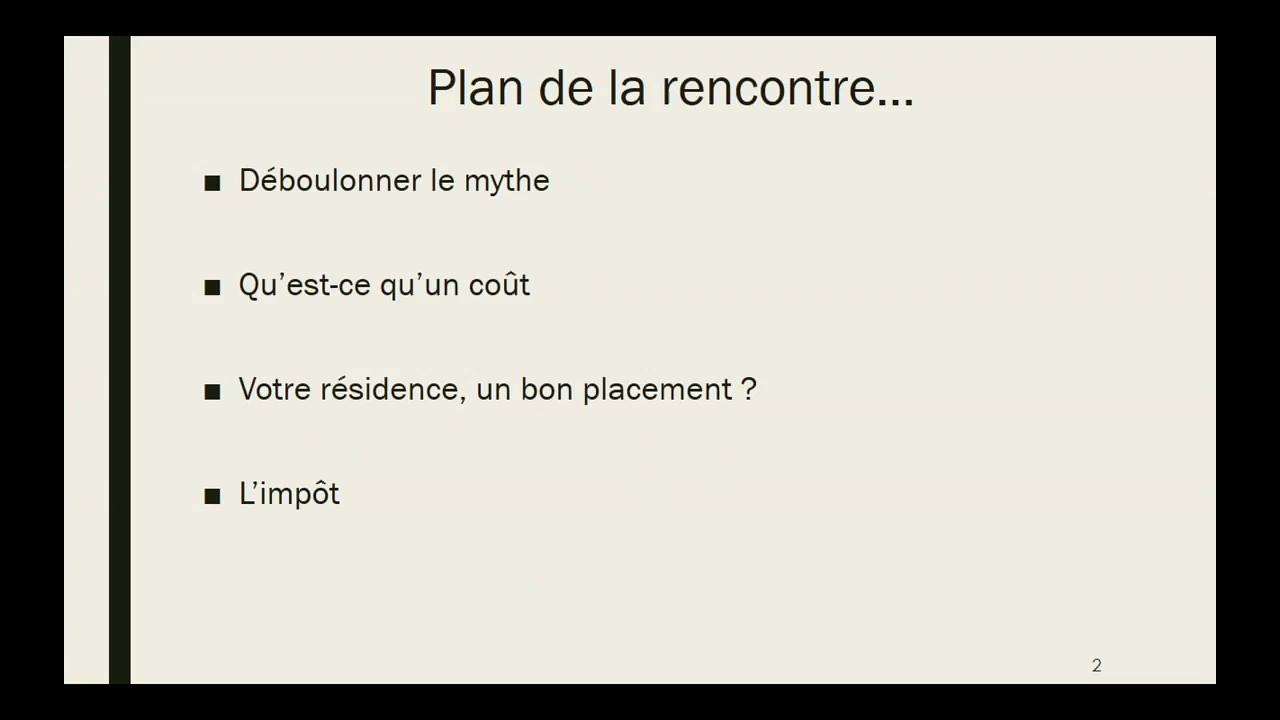 Plan de la rencontre...
■ Déboulonner le mythe
■ Qu’est-ce qu’un coût
■ Votre résidence, un bon placement ?
■ L’impôt
2